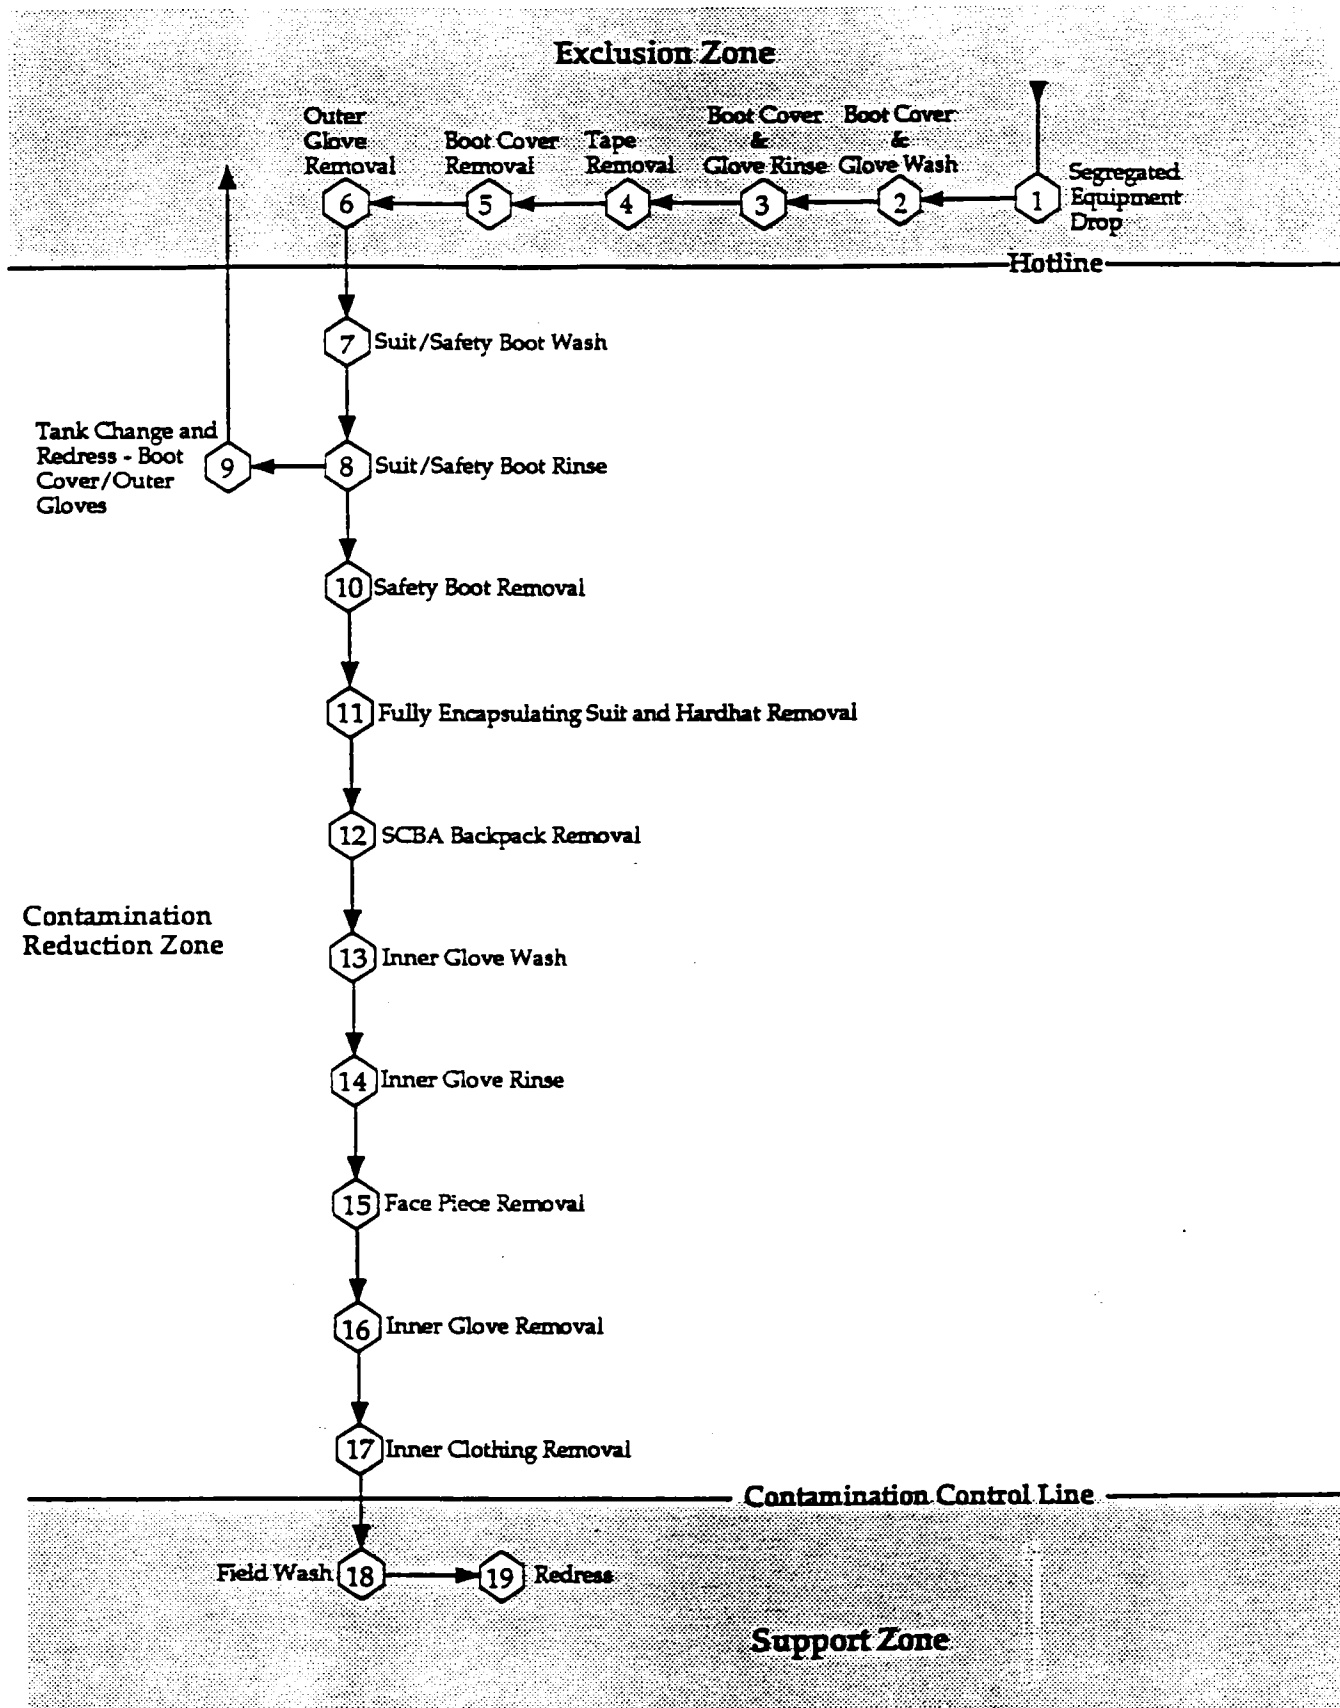 Exclusion Zone
Outer
Glove
Removal
Boot Cover
Removal
Tape
Removal
Boot Cover
&
Glove Rinse
Boot Cover
&
Glove Wash
Segregated
Equipment
Drop
6
5
4
3
2
1
Hotline
7 Suit/Safety Boot Wash
Tank Change and
Redress - Boot
Cover/Outer
Gloves
9
8 Suit/Safety Boot Rinse
10 Safety Boot Removal
11 Fully Encapsulating Suit and Hardhat Removal
12 SCBA Backpack Removal
Contamination
Reduction Zone
13 Inner Glove Wash
14 Inner Glove Rinse
15 Face Piece Removal
16 Inner Glove Removal
17 Inner Clothing Removal
Contamination Control Line
Field Wash 18
19 Redress
Support Zone